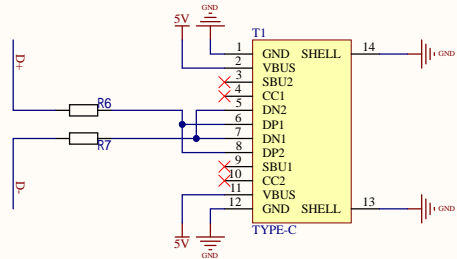 GND
5V
T1
1 GND SHELL 14
GND
2 VBUS
3 SBU2
4 CC1
D+
R6
5 DN2
6 DP1
R7
7 DN1
8 DP2
9 SBU1
10 CC2
D-
11 VBUS
12 GND SHELL 13
GND
5V
TYPE-C
GND